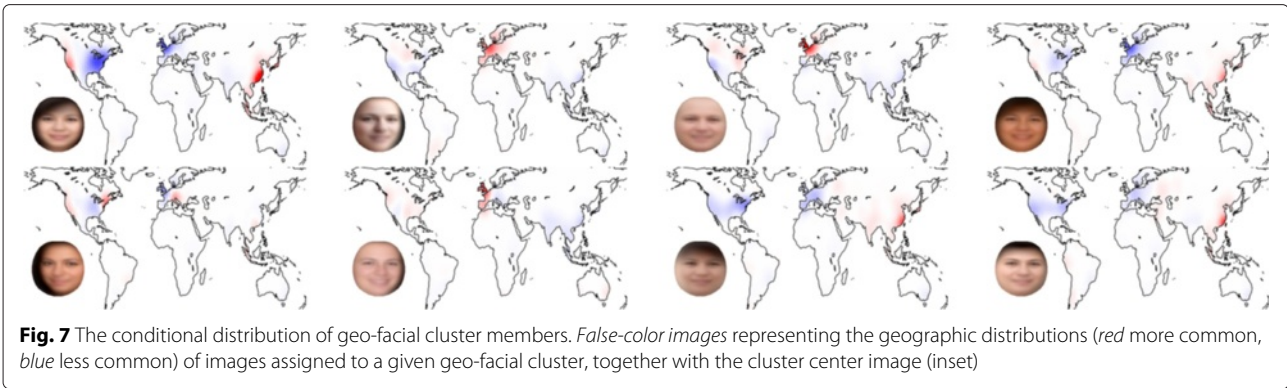 Fig. 7 The conditional distribution of geo-facial cluster members. False-color images representing the geographic distributions (red more common,
blue less common) of images assigned to a given geo-facial cluster, together with the cluster center image (inset)